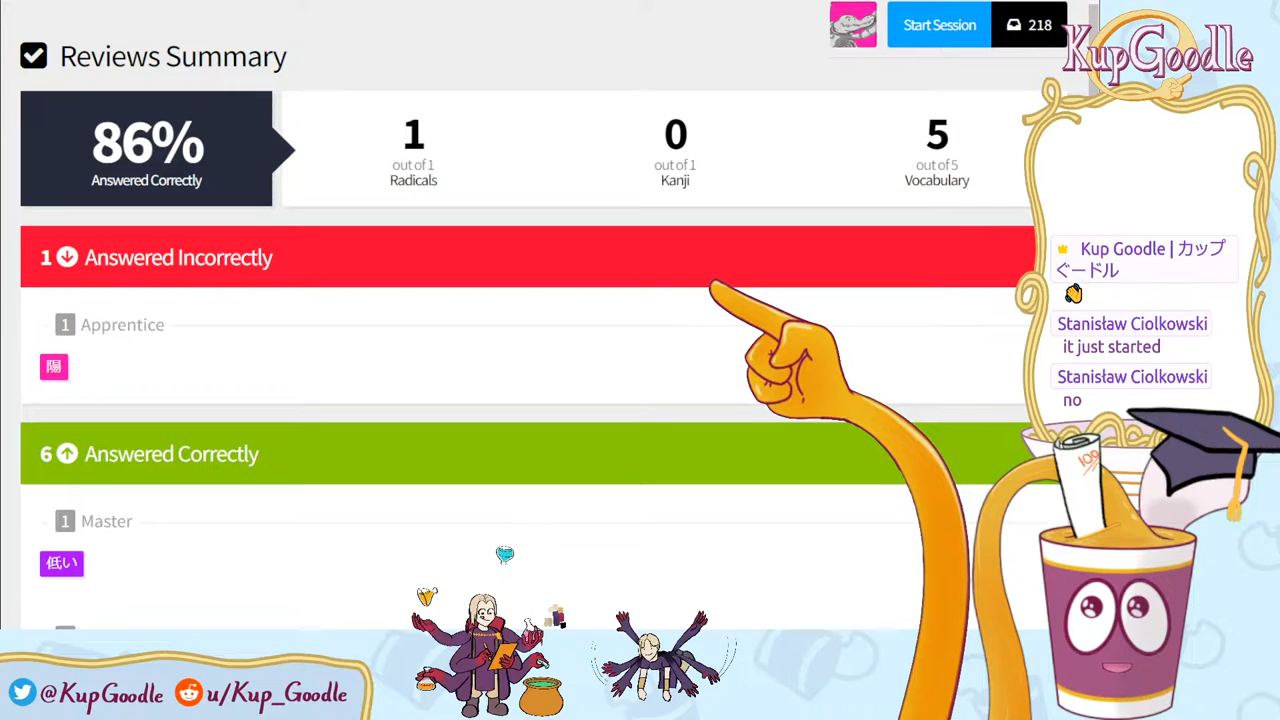 Start Session
218
KupGoodle
Reviews Summary
86%
Answered Correctly
1
out of 1
Radicals
0
out of 1
Kanji
5
out of 5
Vocabulary
1 Answered Incorrectly
1 Apprentice
陽
6 Answered Correctly
1 Master
低い
Kup Goodle | カップ
ぐードル
Stanisław Ciolkowski
it just started
Stanisław Ciolkowski
no
100
@KupGoodle
u/Kup_Goodle